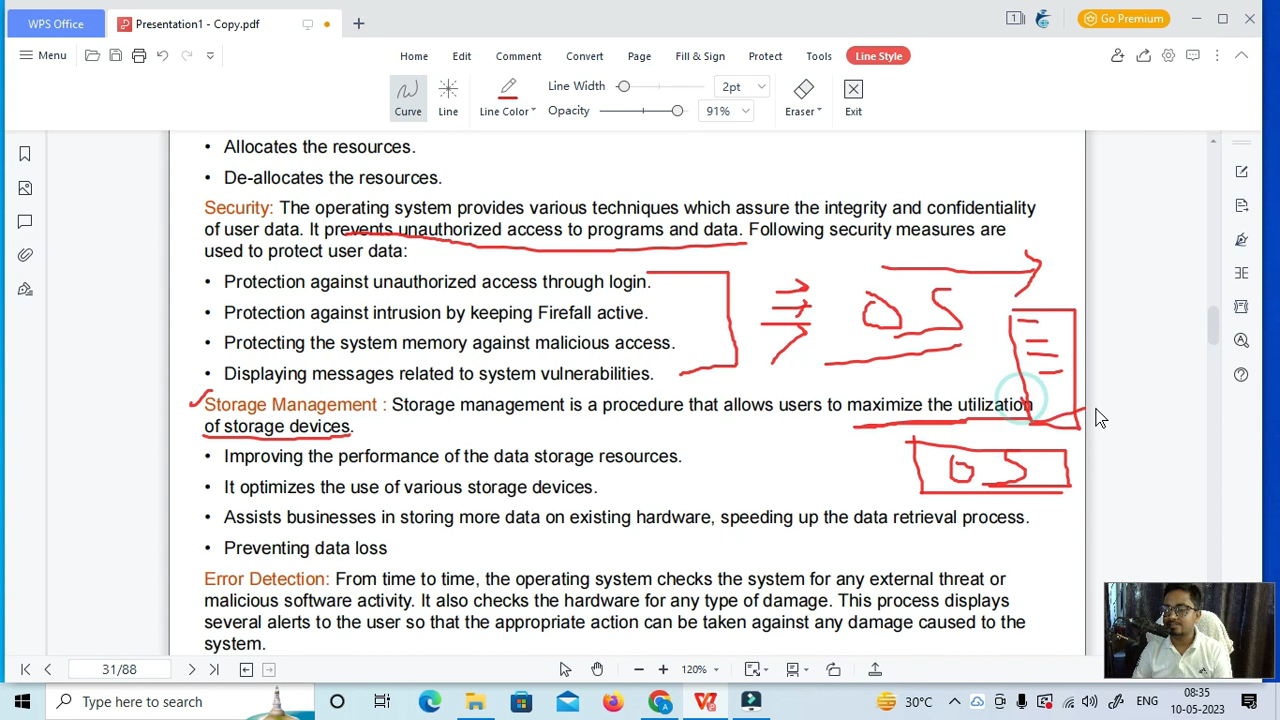 WPS Office
Presentation1 - Copy.pdf
1
Go Premium
Menu
Home
Edit
Comment
Convert
Page
Fill & Sign
Protect
Tools
Line Style
Curve
Line
Line Color
Line Width
2pt
Opacity
91%
Eraser
Exit
• Allocates the resources.
• De-allocates the resources.
Security: The operating system provides various techniques which assure the integrity and confidentiality
of user data. It prevents unauthorized access to programs and data. Following security measures are
used to protect user data:
• Protection against unauthorized access through login.
• Protection against intrusion by keeping Firefall active.
• Protecting the system memory against malicious access.
• Displaying messages related to system vulnerabilities.
OS
Storage Management : Storage management is a procedure that allows users to maximize the utilization
of storage devices.
OS
• Improving the performance of the data storage resources.
• It optimizes the use of various storage devices.
• Assists businesses in storing more data on existing hardware, speeding up the data retrieval process.
• Preventing data loss
Error Detection: From time to time, the operating system checks the system for any external threat or
malicious software activity. It also checks the hardware for any type of damage. This process displays
several alerts to the user so that the appropriate action can be taken against any damage caused to the
system.
31/88
120%
Type here to search
30°C
ENG
08:35
10-05-2023